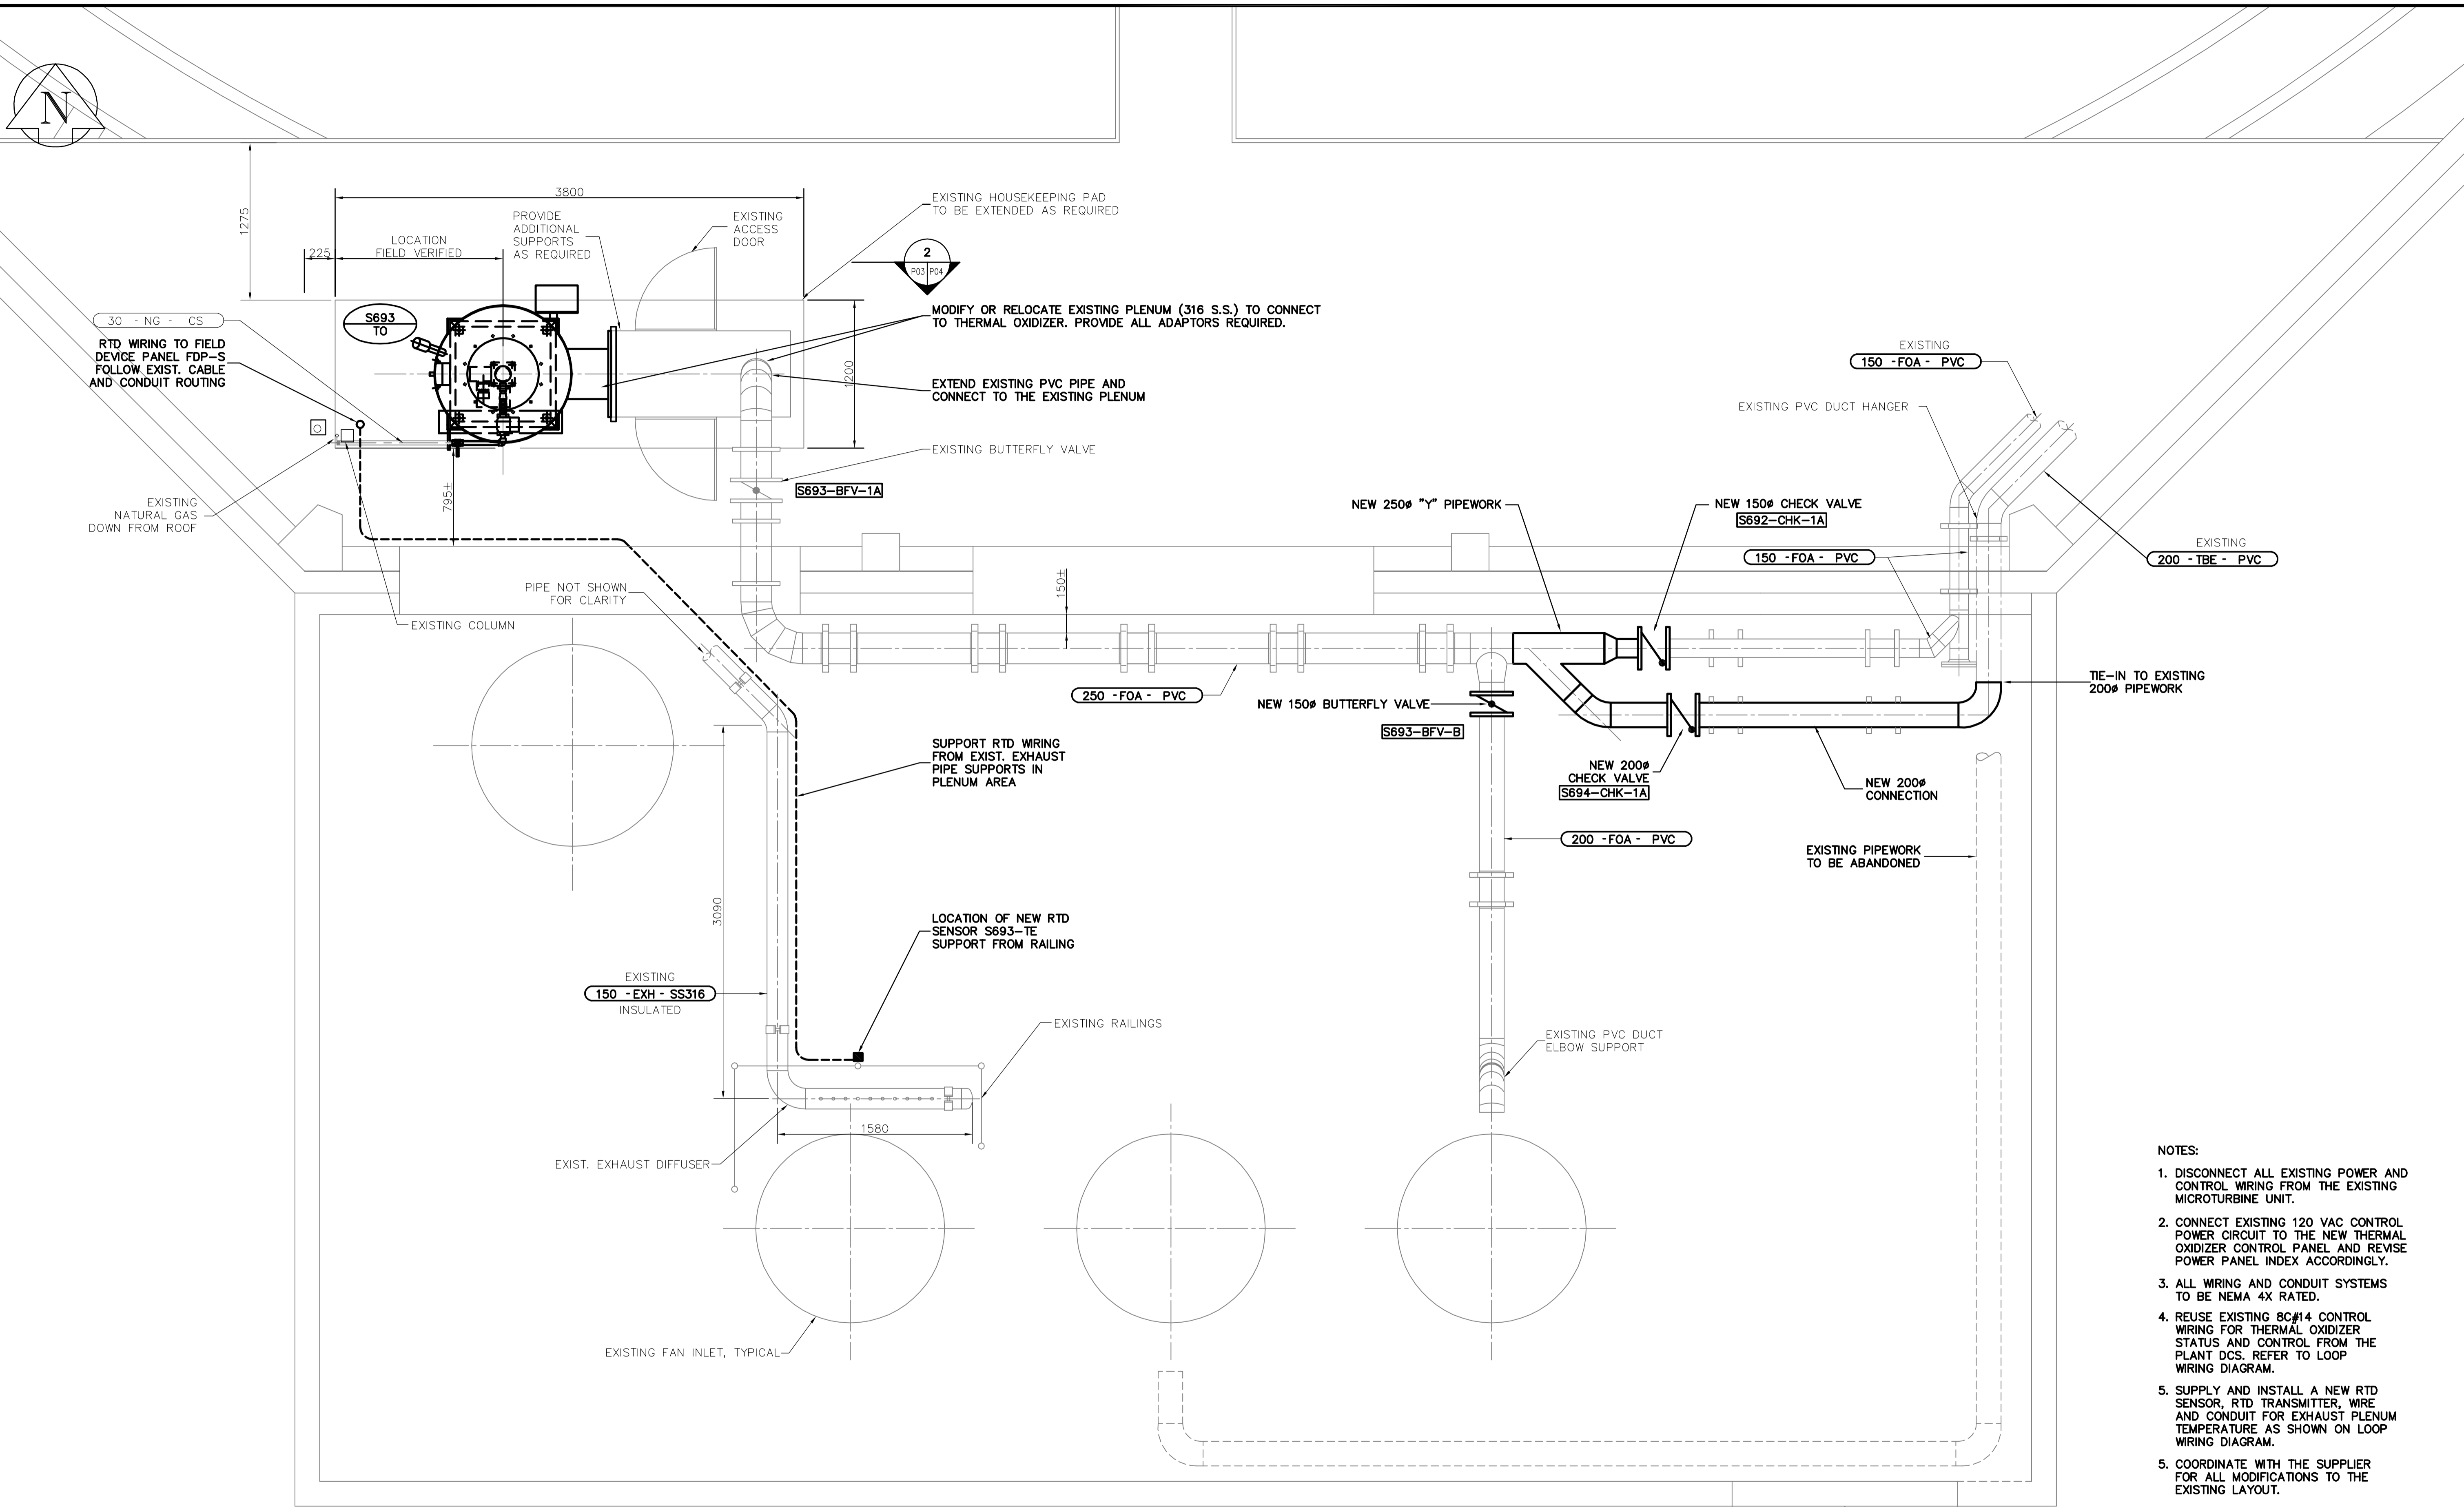 N
3800
1275
225
LOCATION
FIELD VERIFIED
PROVIDE
ADDITIONAL
SUPPORTS
AS REQUIRED
EXISTING
ACCESS
DOOR
EXISTING HOUSEKEEPING PAD
TO BE EXTENDED AS REQUIRED
2
P03 P04
S693
TO
30 - NG - CS
RTD WIRING TO FIELD
DEVICE PANEL FDP-S
FOLLOW EXIST. CABLE
AND CONDUIT ROUTING
MODIFY OR RELOCATE EXISTING PLENUM (316 S.S.) TO CONNECT
TO THERMAL OXIDIZER. PROVIDE ALL ADAPTORS REQUIRED.
1200
EXTEND EXISTING PVC PIPE AND
CONNECT TO THE EXISTING PLENUM
EXISTING BUTTERFLY VALVE
S693-BFV-1A
795±
EXISTING
NATURAL GAS
DOWN FROM ROOF
EXISTING COLUMN
PIPE NOT SHOWN
FOR CLARITY
150±
EXISTING
150 -FOA - PVC
EXISTING PVC DUCT HANGER
NEW 250ø "Y" PIPEWORK
NEW 150ø CHECK VALVE
S692-CHK-1A
150 -FOA - PVC
EXISTING
200 -TBE - PVC
250 -FOA - PVC
NEW 150ø BUTTERFLY VALVE
S693-BFV-B
TIE-IN TO EXISTING
200ø PIPEWORK
NEW 200ø
CHECK VALVE
S694-CHK-1A
NEW 200ø
CONNECTION
SUPPORT RTD WIRING
FROM EXIST. EXHAUST
PIPE SUPPORTS IN
PLENUM AREA
200 -FOA - PVC
EXISTING PIPEWORK
TO BE ABANDONED
3090
LOCATION OF NEW RTD
SENSOR S693-TE
SUPPORT FROM RAILING
EXISTING
150 -EXH - SS316
INSULATED
EXISTING RAILINGS
EXISTING PVC DUCT
ELBOW SUPPORT
1580
EXIST. EXHAUST DIFFUSER
EXISTING FAN INLET, TYPICAL
NOTES:
1. DISCONNECT ALL EXISTING POWER AND
CONTROL WIRING FROM THE EXISTING
MICROTURBINE UNIT.
2. CONNECT EXISTING 120 VAC CONTROL
POWER CIRCUIT TO THE NEW THERMAL
OXIDIZER CONTROL PANEL AND REVISE
POWER PANEL INDEX ACCORDINGLY.
3. ALL WIRING AND CONDUIT SYSTEMS
TO BE NEMA 4X RATED.
4. REUSE EXISTING 8C#14 CONTROL
WIRING FOR THERMAL OXIDIZER
STATUS AND CONTROL FROM THE
PLANT DCS. REFER TO LOOP
WIRING DIAGRAM.
5. SUPPLY AND INSTALL A NEW RTD
SENSOR, RTD TRANSMITTER, WIRE
AND CONDUIT FOR EXHAUST PLENUM
TEMPERATURE AS SHOWN ON LOOP
WIRING DIAGRAM.
5. COORDINATE WITH THE SUPPLIER
FOR ALL MODIFICATIONS TO THE
EXISTING LAYOUT.